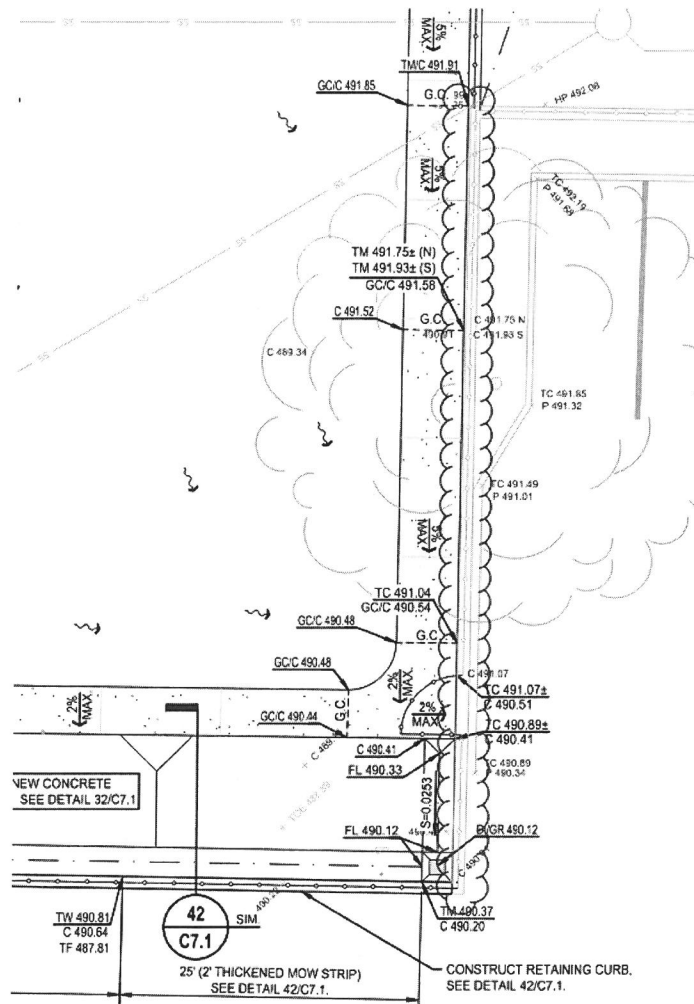 SS
SS
5%
MAX.
TM/C 491.91
GC/C 491.85
G.C.
HP 492.08
SS
5%
MAX.
TC 492.19
P 491.68
TM 491.75± (N)
TM 491.93± (S)
GC/C 491.58
C 491.52
G.C.
C 491.75 N
C 491.93 S
C 489.34
SS
TC 491.85
P 491.32
TC 491.49
P 491.01
5%
MAX.
TC 491.04
GC/C 490.54
GC/C 490.48
G.C.
GC/C 490.48
C 491.07
2%
MAX.
2%
MAX.
2%
MAX.
TC 491.07±
C 490.51
G.C.
GC/C 490.44
TC 490.89±
C 490.41
C 490.41
FL 490.33
TC 490.89
P 490.34
NEW CONCRETE
SEE DETAIL 32/C7.1
S=0.0253
FL 490.12
490.29
TM 490.37
C 490.20
TW 490.81
C 490.64
TF 487.81
42
C7.1
SIM.
25' (2' THICKENED MOW STRIP)
SEE DETAIL 42/C7.1.
CONSTRUCT RETAINING CURB.
SEE DETAIL 42/C7.1.